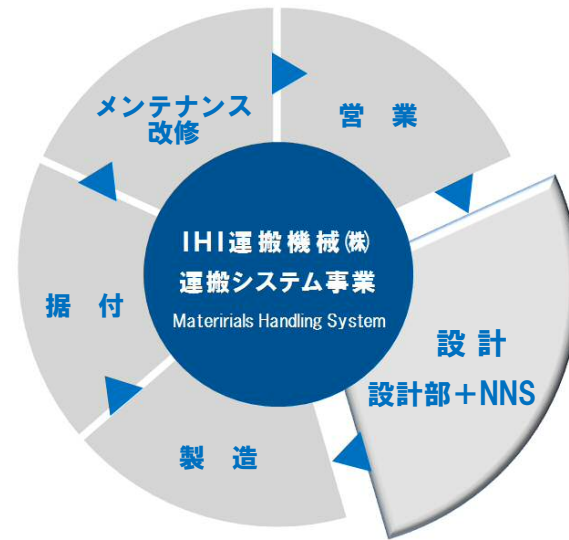 メンテナンス
改修
営 業
IHI運搬機械㈱
運搬システム事業
Materirials Handling System
設 計
設計部+NNS
据 付
製 造